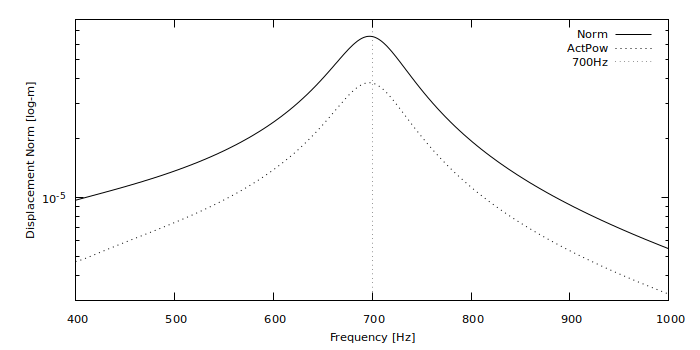 Norm
ActPow
700Hz
Displacement Norm [log-m]
10^-5
400 500 600 700 800 900 1000
Frequency [Hz]